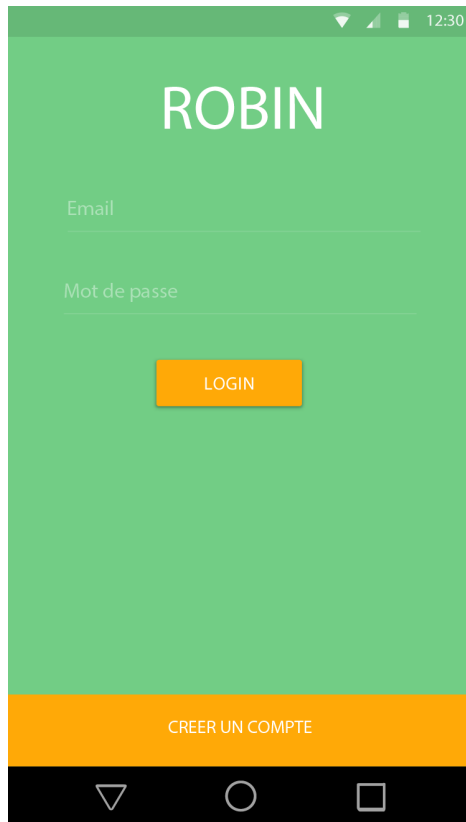 12:30
ROBIN
Email
Mot de passe
LOGIN
CREER UN COMPTE